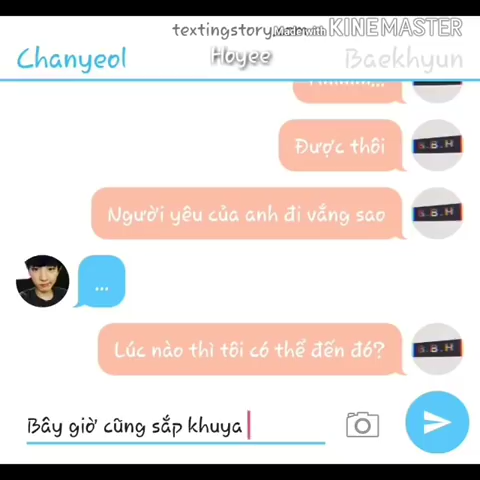 textingstory.com
Made with KINEMASTER
Chanyeol
Hoyee
Baekhyun
Được thôi
S.B.H
Người yêu của anh đi vắng sao
S.B.H
...
Lúc nào thì tôi có thể đến đó?
S.B.H
Bây giờ cũng sắp khuya